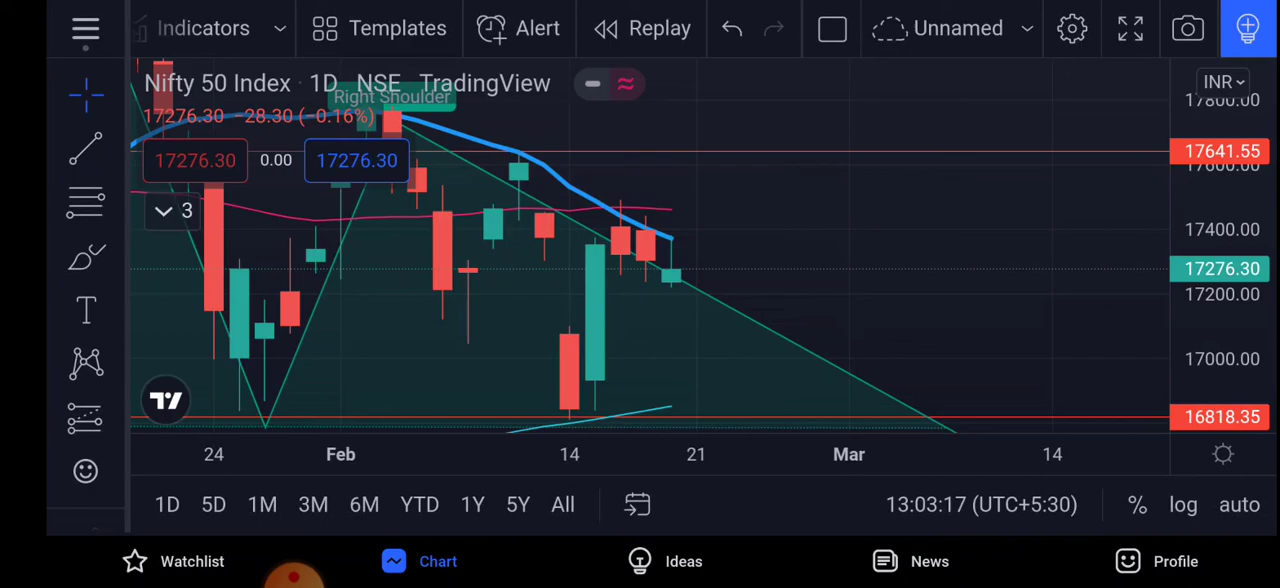 Indicators Templates Alert Replay Unnamed
Nifty 50 Index · 1D NSE TradingView
INR
Right Shoulder
17276.30 −28.30 (−0.16%)
17276.30 0.00 17276.30
3
17800.00
17641.55
17600.00
17400.00
17276.30
17200.00
17000.00
16818.35
24 Feb 14 21 Mar 14
1D 5D 1M 3M 6M YTD 1Y 5Y All 13:03:17 (UTC+5:30) % log auto
Watchlist Chart Ideas News Profile